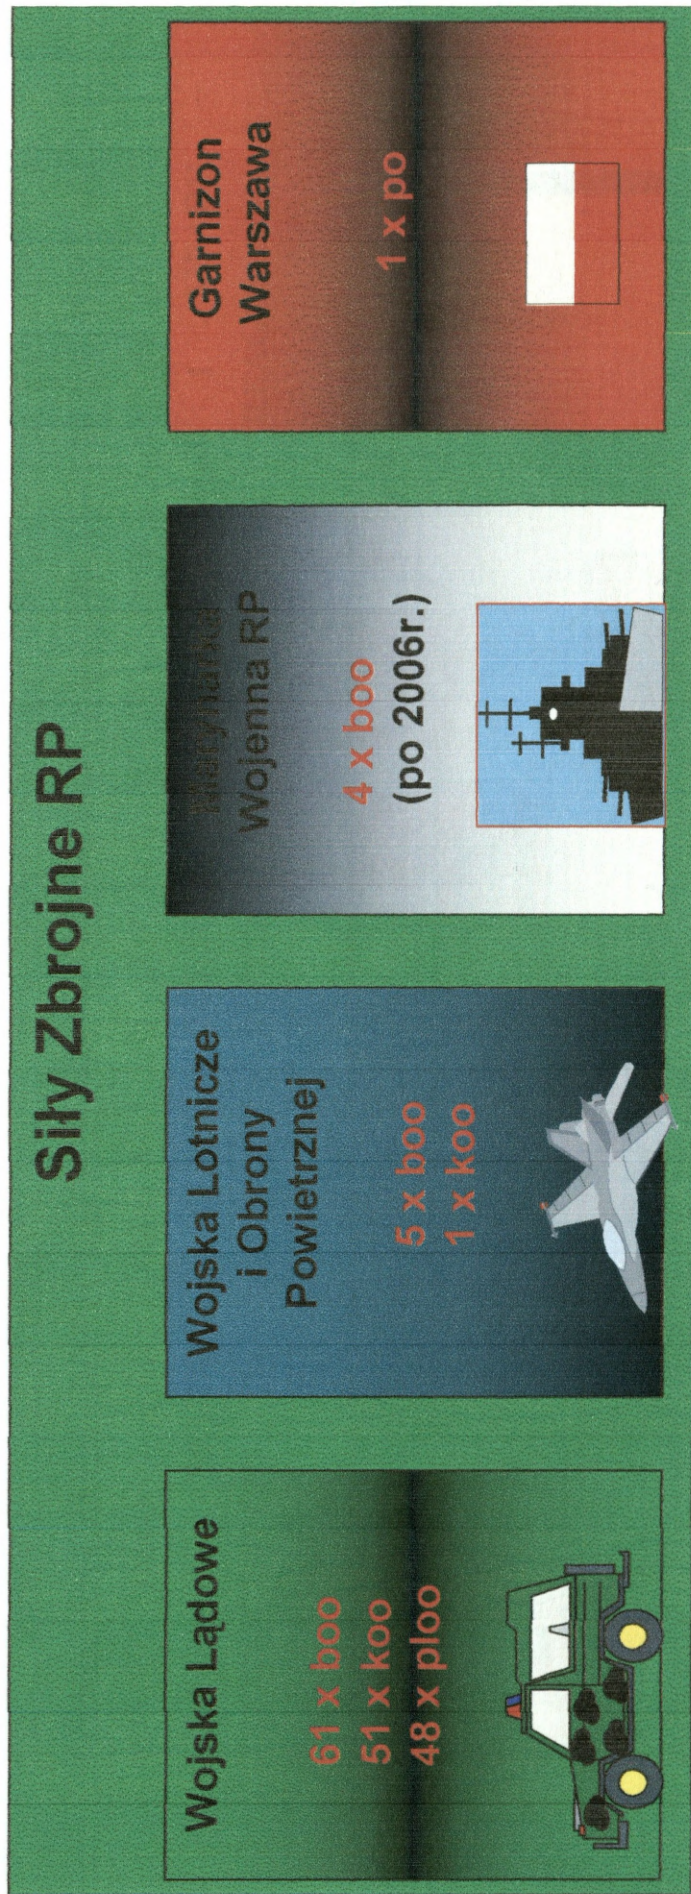 Siły Zbrojne RP
Wojska Lądowe
61 x boo
51 x koo
48 x ploo
Wojska Lotnicze
i Obrony
Powietrznej
5 x boo
1 x koo
Marynarka
Wojenna RP
4 x boo
(po 2006r.)
Garnizon
Warszawa
1 x po